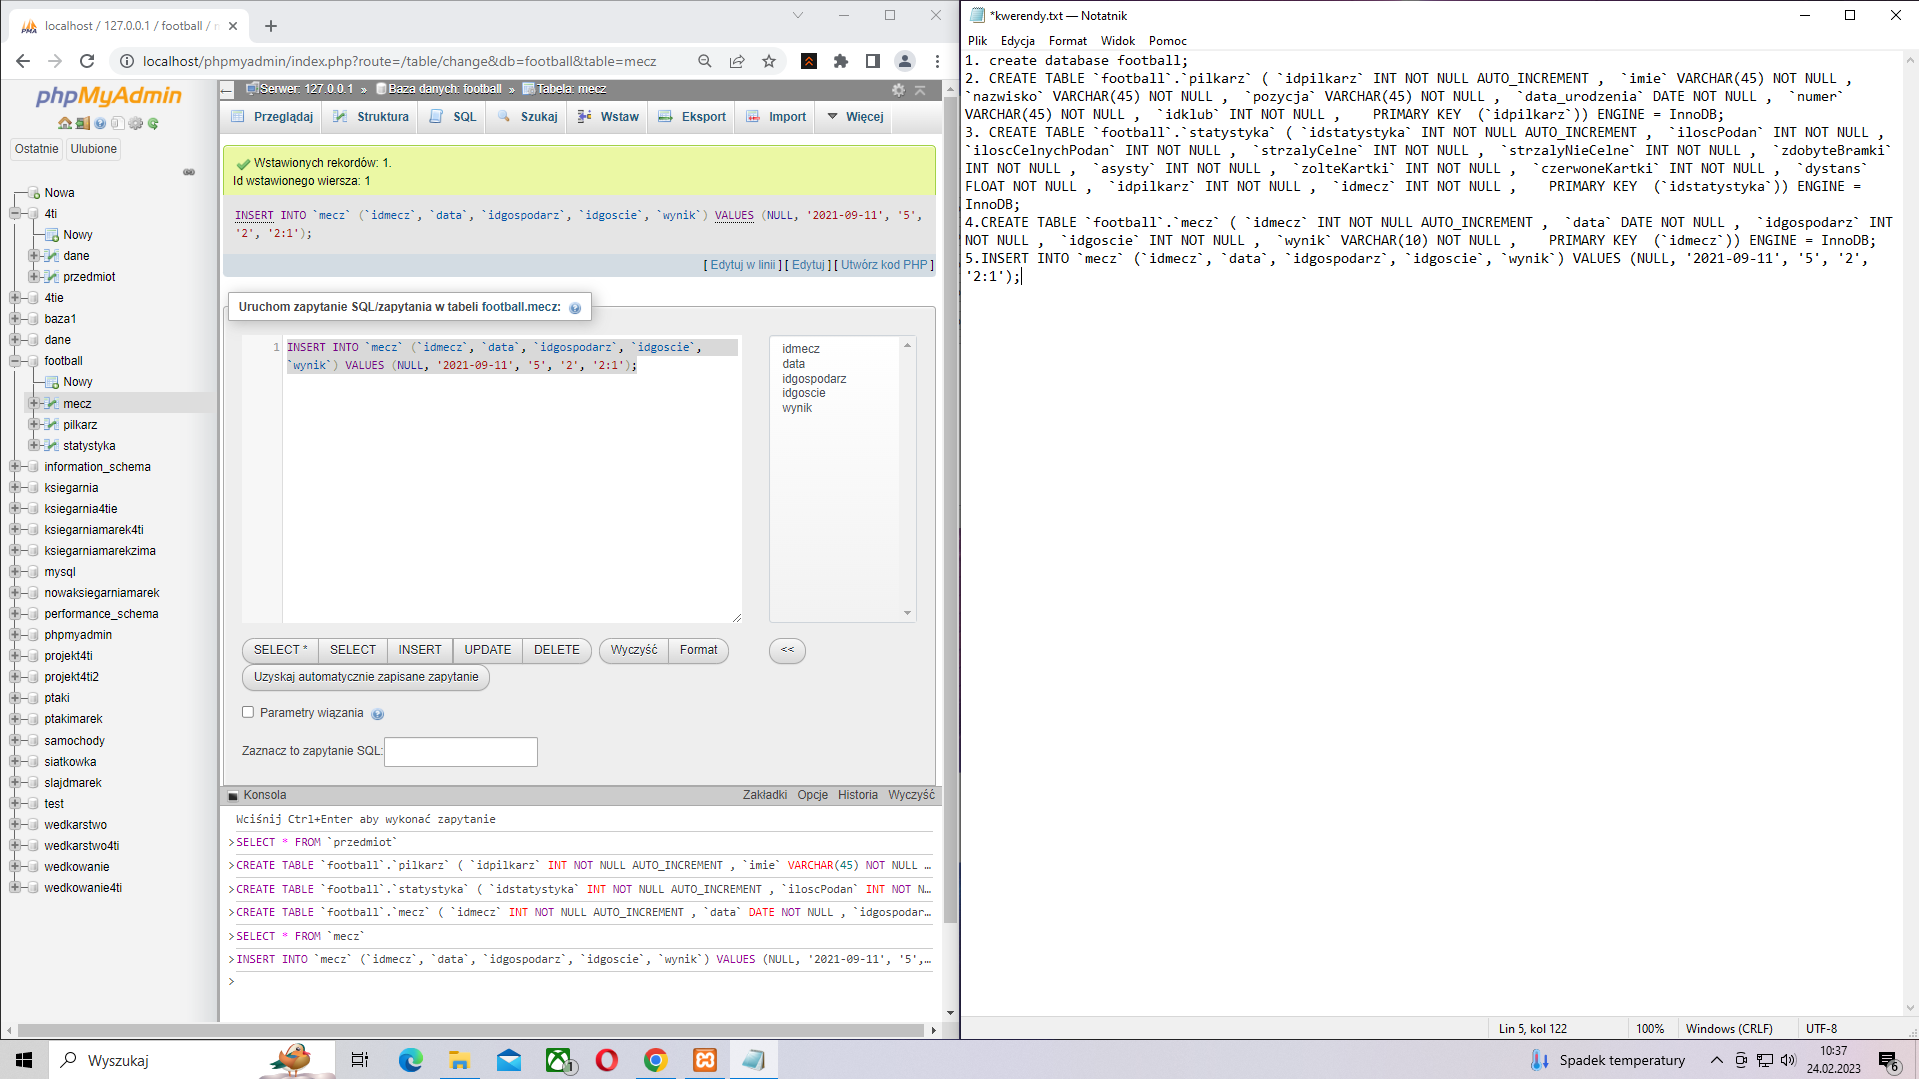 localhost / 127.0.0.1 / football / m
localhost/phpmyadmin/index.php?route=/table/change&db=football&table=mecz
phpMyAdmin
Ostatnie
Ulubione
Nowa
4ti
Nowy
dane
przedmiot
4tie
baza1
dane
football
Nowy
mecz
pilkarz
statystyka
information_schema
ksiegarnia
ksiegarnia4tie
ksiegarniamarek4ti
ksiegarniamarekzima
mysql
nowaksiegarniamarek
performance_schema
phpmyadmin
projekt4ti
projekt4ti2
ptaki
ptakimarek
samochody
siatkowka
slajdmarek
test
wedkarstwo
wedkarstwo4ti
wedkowanie
wedkowanie4ti
Serwer: 127.0.0.1 » Baza danych: football » Tabela: mecz
Przeglądaj Struktura SQL Szukaj Wstaw Eksport Import Więcej
Wstawionych rekordów: 1.
Id wstawionego wiersza: 1
INSERT INTO `mecz` (`idmecz`, `data`, `idgospodarz`, `idgoscie`, `wynik`) VALUES (NULL, '2021-09-11', '5',
'2', '2:1');
[ Edytuj w linii ] [ Edytuj ] [ Utwórz kod PHP ]
Uruchom zapytanie SQL/zapytania w tabeli football.mecz:
1 INSERT INTO `mecz` (`idmecz`, `data`, `idgospodarz`, `idgoscie`,
`wynik`) VALUES (NULL, '2021-09-11', '5', '2', '2:1');
idmecz
data
idgospodarz
idgoscie
wynik
SELECT * SELECT INSERT UPDATE DELETE Wyczyść Format <<
Uzyskaj automatycznie zapisane zapytanie
Parametry wiązania
Zaznacz to zapytanie SQL:
Konsola Zakładki Opcje Historia Wyczyść
Wciśnij Ctrl+Enter aby wykonać zapytanie
>SELECT * FROM `przedmiot`
>CREATE TABLE `football`.`pilkarz` ( `idpilkarz` INT NOT NULL AUTO_INCREMENT , `imie` VARCHAR(45) NOT NULL …
>CREATE TABLE `football`.`statystyka` ( `idstatystyka` INT NOT NULL AUTO_INCREMENT , `iloscPodan` INT NOT N…
>CREATE TABLE `football`.`mecz` ( `idmecz` INT NOT NULL AUTO_INCREMENT , `data` DATE NOT NULL , `idgospodar…
>SELECT * FROM `mecz`
>INSERT INTO `mecz` (`idmecz`, `data`, `idgospodarz`, `idgoscie`, `wynik`) VALUES (NULL, '2021-09-11', '5',…
>
*kwerendy.txt — Notatnik
Plik Edycja Format Widok Pomoc
1. create database football;
2. CREATE TABLE `football`.`pilkarz` ( `idpilkarz` INT NOT NULL AUTO_INCREMENT , `imie` VARCHAR(45) NOT NULL ,
`nazwisko` VARCHAR(45) NOT NULL , `pozycja` VARCHAR(45) NOT NULL , `data_urodzenia` DATE NOT NULL , `numer`
VARCHAR(45) NOT NULL , `idklub` INT NOT NULL , PRIMARY KEY (`idpilkarz`)) ENGINE = InnoDB;
3. CREATE TABLE `football`.`statystyka` ( `idstatystyka` INT NOT NULL AUTO_INCREMENT , `iloscPodan` INT NOT NULL ,
`iloscCelnychPodan` INT NOT NULL , `strzalyCelne` INT NOT NULL , `strzalyNieCelne` INT NOT NULL , `zdobyteBramki`
INT NOT NULL , `asysty` INT NOT NULL , `zolteKartki` INT NOT NULL , `czerwoneKartki` INT NOT NULL , `dystans`
FLOAT NOT NULL , `idpilkarz` INT NOT NULL , `idmecz` INT NOT NULL , PRIMARY KEY (`idstatystyka`)) ENGINE =
InnoDB;
4.CREATE TABLE `football`.`mecz` ( `idmecz` INT NOT NULL AUTO_INCREMENT , `data` DATE NOT NULL , `idgospodarz` INT
NOT NULL , `idgoscie` INT NOT NULL , `wynik` VARCHAR(10) NOT NULL , PRIMARY KEY (`idmecz`)) ENGINE = InnoDB;
5.INSERT INTO `mecz` (`idmecz`, `data`, `idgospodarz`, `idgoscie`, `wynik`) VALUES (NULL, '2021-09-11', '5', '2',
'2:1');
Lin 5, kol 122 100% Windows (CRLF) UTF-8
Wyszukaj
1
Spadek temperatury
10:37
24.02.2023
6